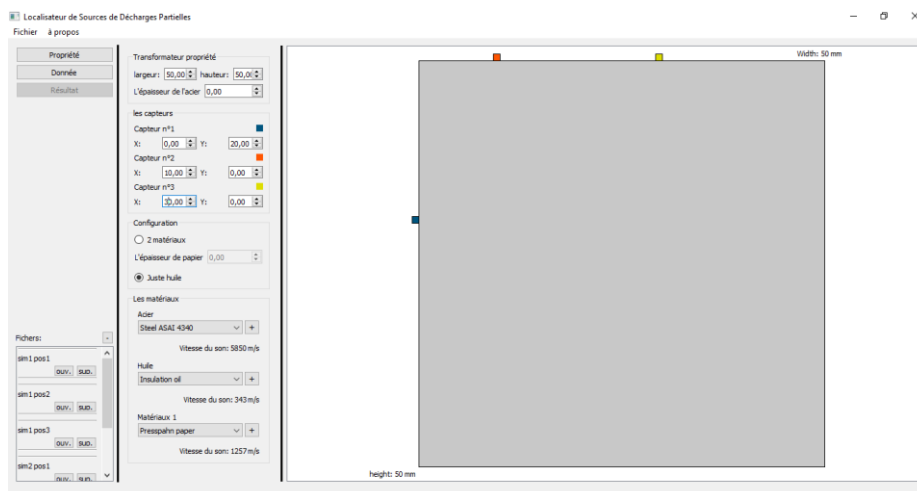 Localisateur de Sources de Décharges Partielles
Fichier à propos
Propriété
Donnée
Résultat
Fichers:
-
sim1 pos1
ouv. sup.
sim1 pos2
ouv. sup.
sim1 pos3
ouv. sup.
sim2 pos1
ouv. sup.
Transformateur propriété
largeur: 50,00 hauteur: 50,00
L'épaisseur de l'acier 0,00
les capteurs
Capteur n°1
X: 0,00 Y: 20,00
Capteur n°2
X: 10,00 Y: 0,00
Capteur n°3
X: 30,00 Y: 0,00
Configuration
2 matériaux
L'épaisseur de papier 0,00
Juste huile
Les matériaux
Acier
Steel ASAI 4340 +
Vitesse du son: 5850 m/s
Huile
Insulation oil +
Vitesse du son: 343 m/s
Matériaux 1
Presspahn paper +
Vitesse du son: 1257 m/s
Width: 50 mm
height: 50 mm